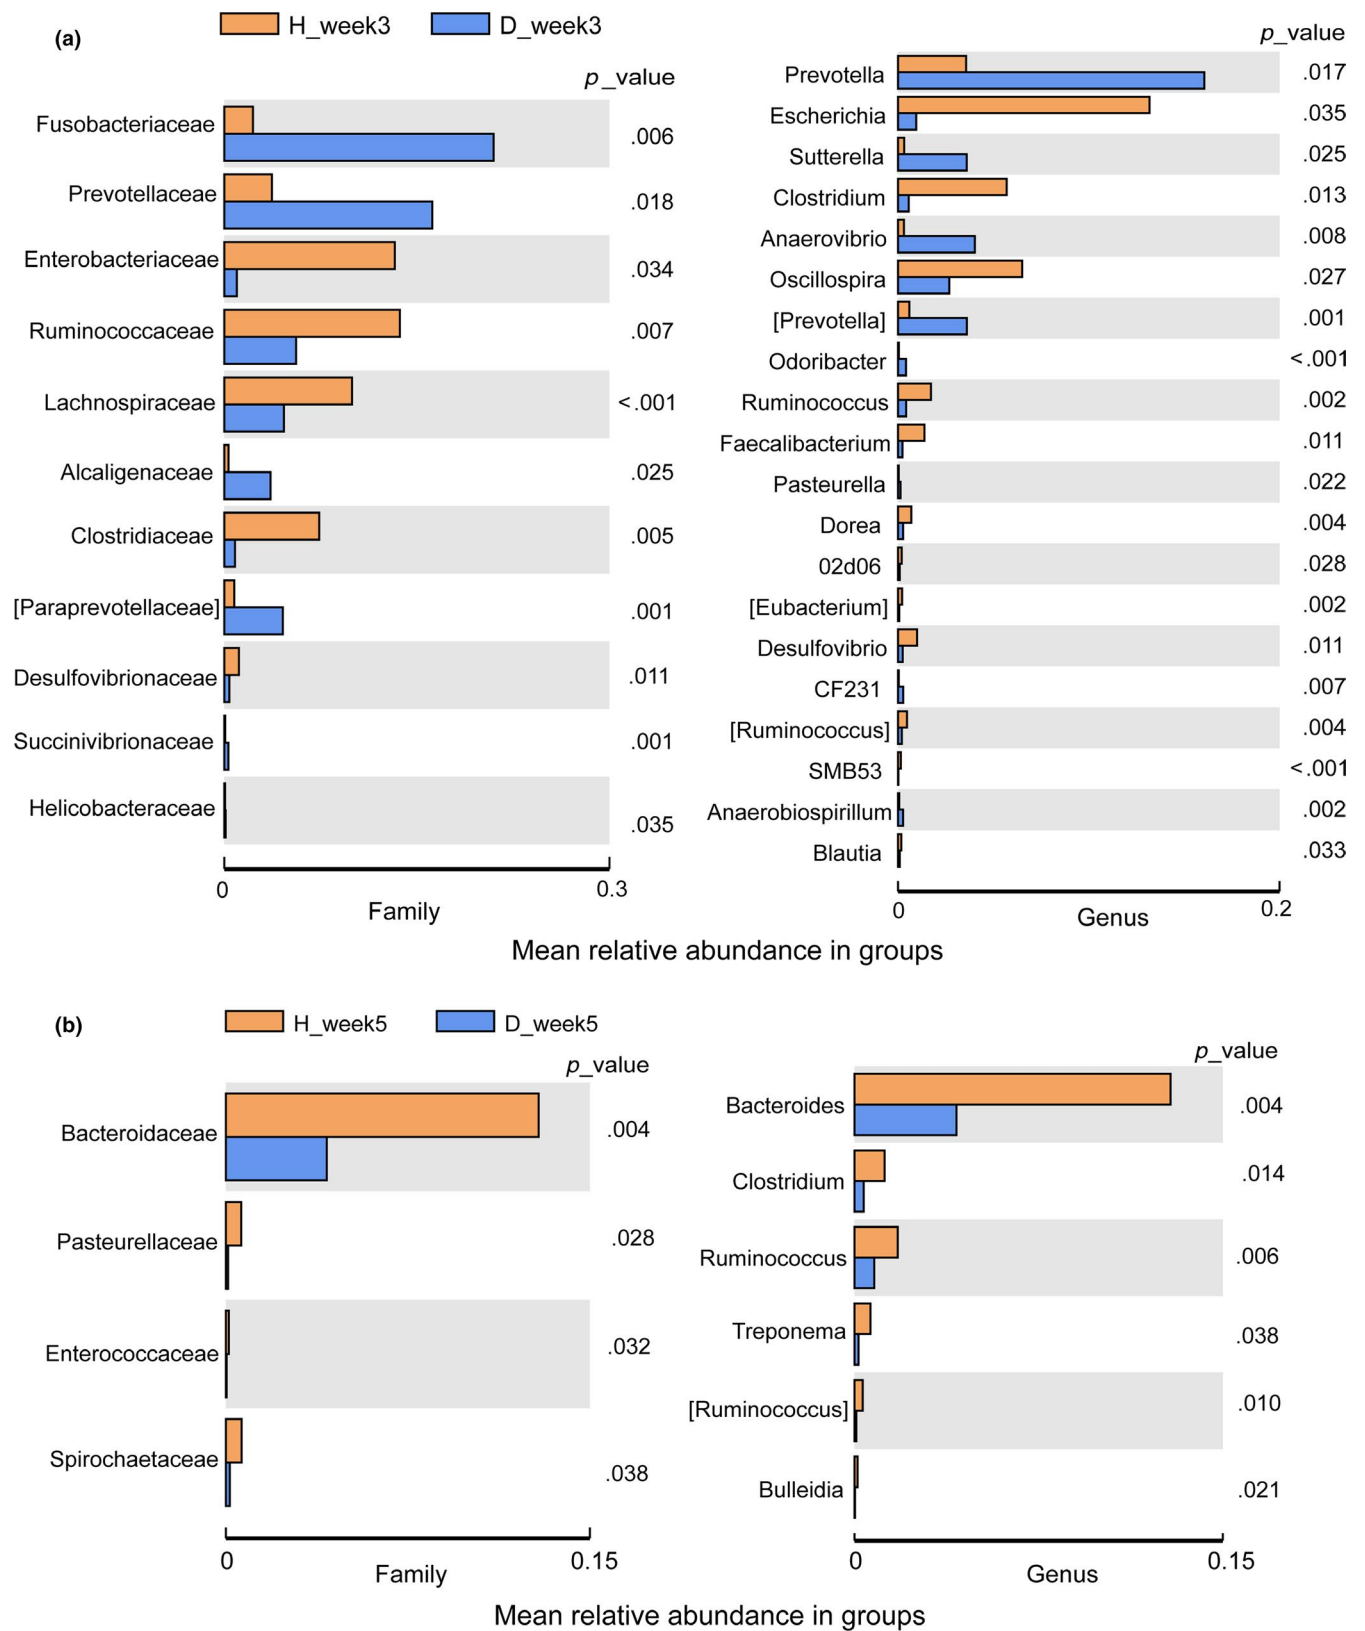 (a)
H_week3
D_week3
p_value
Fusobacteriaceae
.006
Prevotellaceae
.018
Enterobacteriaceae
.034
Ruminococcaceae
.007
Lachnospiraceae
<.001
Alcaligenaceae
.025
Clostridiaceae
.005
[Paraprevotellaceae]
.001
Desulfovibrionaceae
.011
Succinivibrionaceae
.001
Helicobacteraceae
.035
0
0.3
Family
p_value
Prevotella
.017
Escherichia
.035
Sutterella
.025
Clostridium
.013
Anaerovibrio
.008
Oscillospira
.027
[Prevotella]
.001
Odoribacter
<.001
Ruminococcus
.002
Faecalibacterium
.011
Pasteurella
.022
Dorea
.004
02d06
.028
[Eubacterium]
.002
Desulfovibrio
.011
CF231
.007
[Ruminococcus]
.004
SMB53
<.001
Anaerobiospirillum
.002
Blautia
.033
0
0.2
Genus
Mean relative abundance in groups
(b)
H_week5
D_week5
p_value
Bacteroidaceae
.004
Pasteurellaceae
.028
Enterococcaceae
.032
Spirochaetaceae
.038
0
0.15
Family
p_value
Bacteroides
.004
Clostridium
.014
Ruminococcus
.006
Treponema
.038
[Ruminococcus]
.010
Bulleidia
.021
0
0.15
Genus
Mean relative abundance in groups